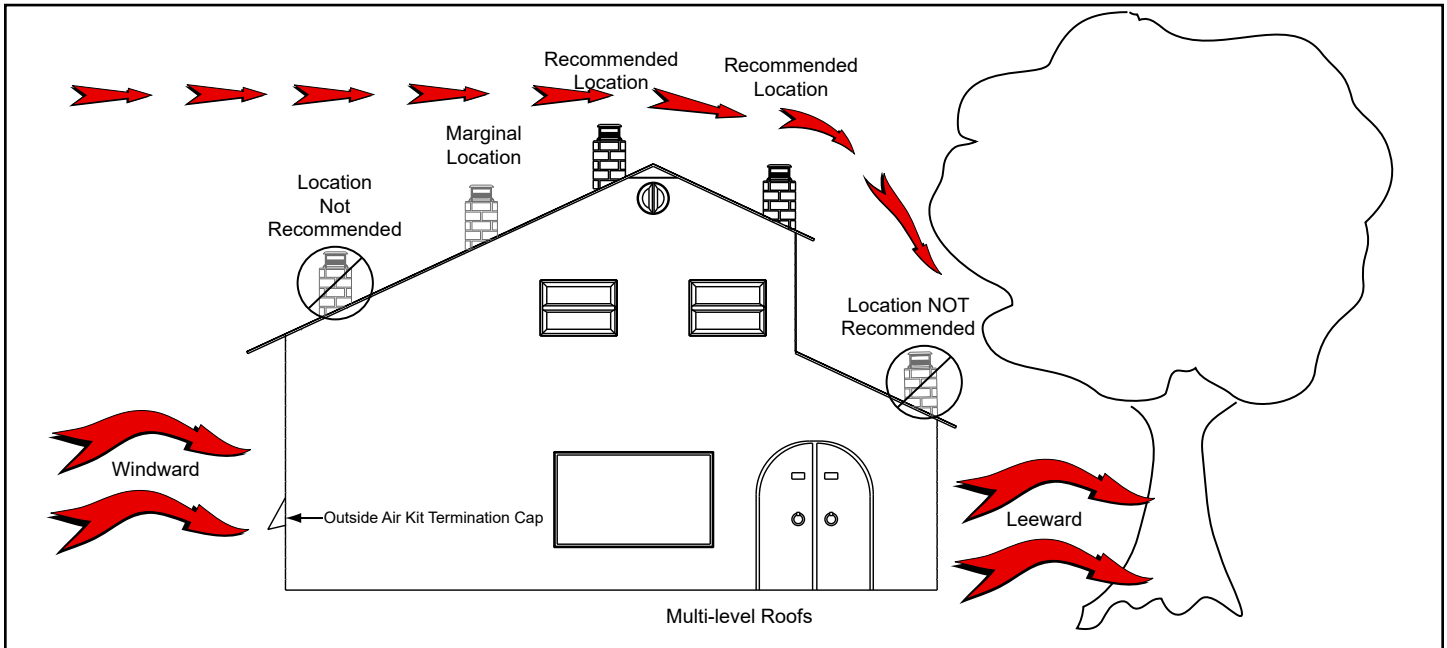 Recommended
Location
Recommended
Location
Marginal
Location
Location
Not
Recommended
Location NOT
Recommended
Windward
Outside Air Kit Termination Cap
Leeward
Multi-level Roofs